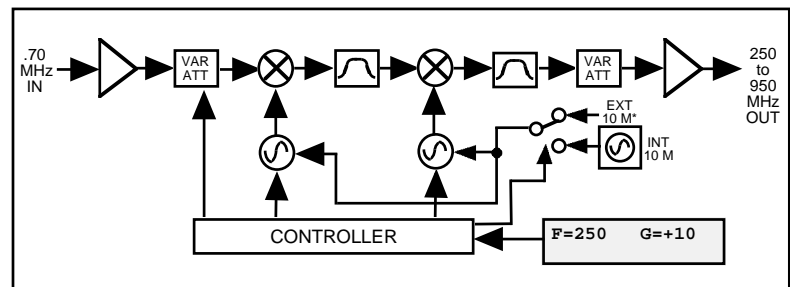 .70
MHz
IN
VAR
ATT
VAR
ATT
250
to
950
MHz
OUT
EXT
10 M*
INT
10 M
CONTROLLER
F=250 G=+10